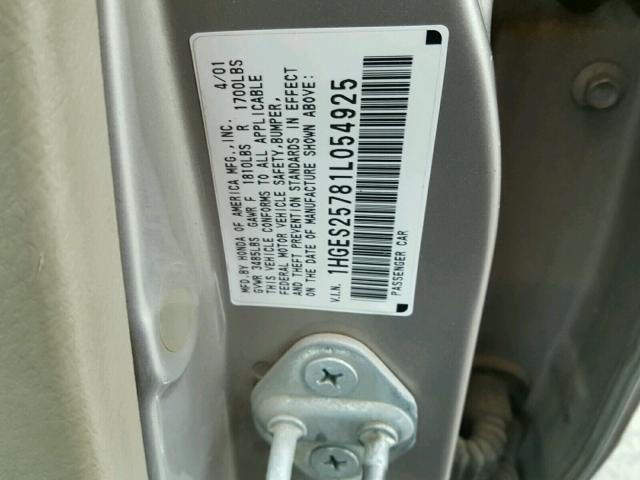 MFD.BY HONDA OF AMERICA MFG.,INC. 4/01
GVWR 3485LBS GAWR F 1810LBS R 1700LBS
THIS VEHICLE CONFORMS TO ALL APPLICABLE
FEDERAL MOTOR VEHICLE SAFETY,BUMPER,
AND THEFT PREVENTION STANDARDS IN EFFECT
ON THE DATE OF MANUFACTURE SHOWN ABOVE:
V.I.N. 1HGES25781L054925
PASSENGER CAR